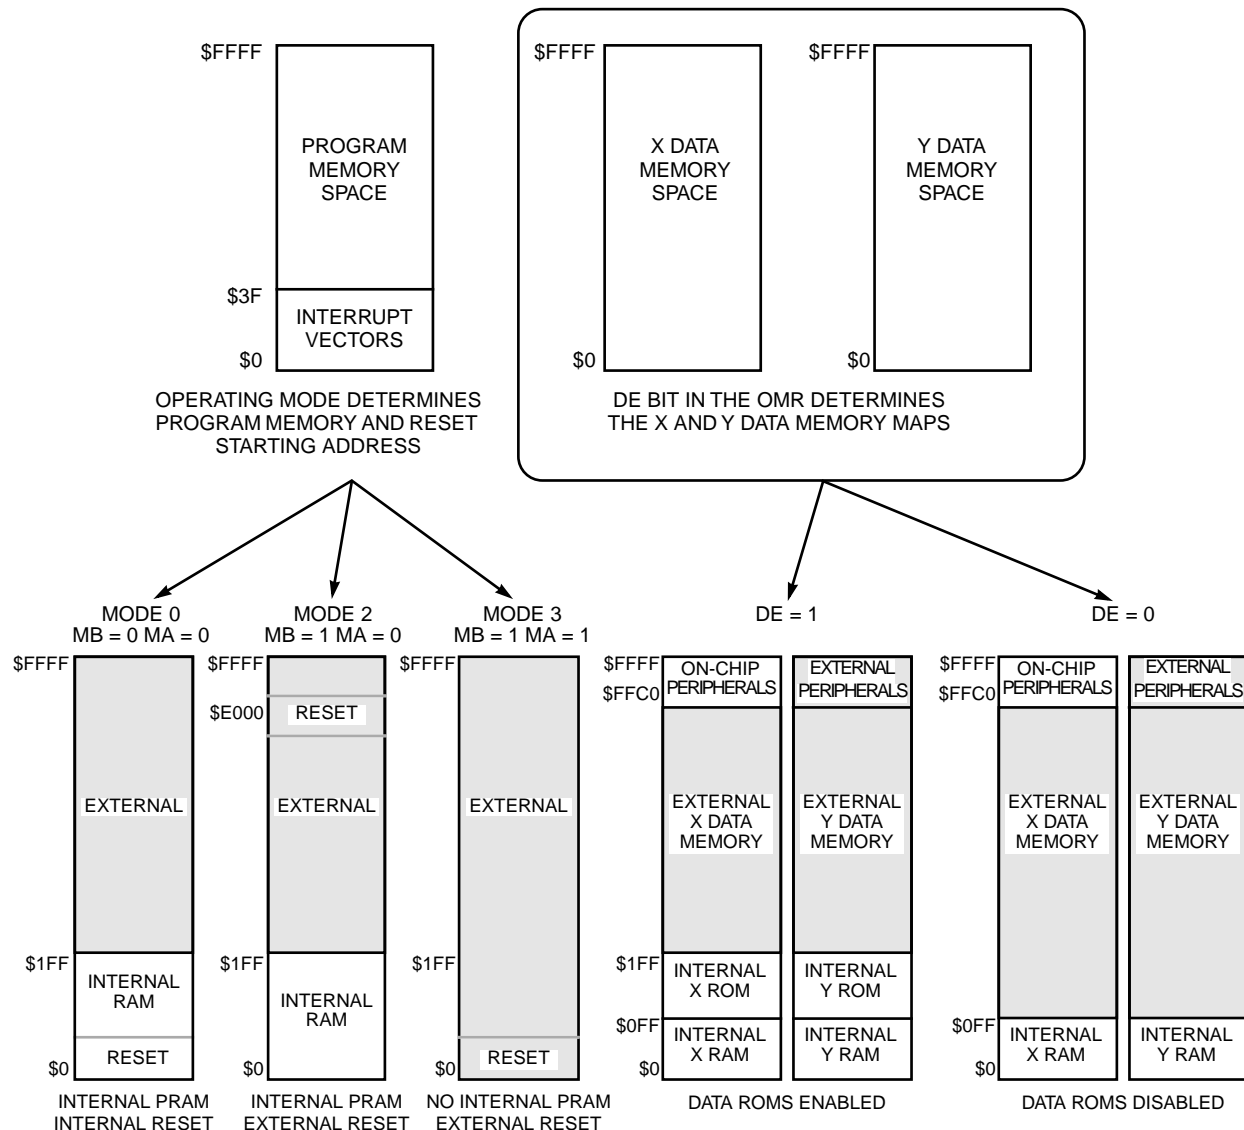 $FFFF
PROGRAM
MEMORY
SPACE
$3F
INTERRUPT
VECTORS
$0
OPERATING MODE DETERMINES
PROGRAM MEMORY AND RESET
STARTING ADDRESS
$FFFF
X DATA
MEMORY
SPACE
$0
$FFFF
Y DATA
MEMORY
SPACE
$0
DE BIT IN THE OMR DETERMINES
THE X AND Y DATA MEMORY MAPS
MODE 0
MB = 0 MA = 0
$FFFF
EXTERNAL
$1FF
INTERNAL
RAM
RESET
$0
INTERNAL PRAM
INTERNAL RESET
MODE 2
MB = 1 MA = 0
$FFFF
$E000
RESET
EXTERNAL
$1FF
INTERNAL
RAM
$0
INTERNAL PRAM
EXTERNAL RESET
MODE 3
MB = 1 MA = 1
$FFFF
EXTERNAL
$1FF
RESET
$0
NO INTERNAL PRAM
EXTERNAL RESET
DE = 1
$FFFF
$FFC0
ON-CHIP
PERIPHERALS
EXTERNAL
X DATA
MEMORY
$1FF
INTERNAL
X ROM
$0FF
INTERNAL
X RAM
$0
EXTERNAL
PERIPHERALS
EXTERNAL
Y DATA
MEMORY
INTERNAL
Y ROM
INTERNAL
Y RAM
DATA ROMS ENABLED
DE = 0
$FFFF
$FFC0
ON-CHIP
PERIPHERALS
EXTERNAL
X DATA
MEMORY
$0FF
INTERNAL
X RAM
$0
EXTERNAL
PERIPHERALS
EXTERNAL
Y DATA
MEMORY
INTERNAL
Y RAM
DATA ROMS DISABLED